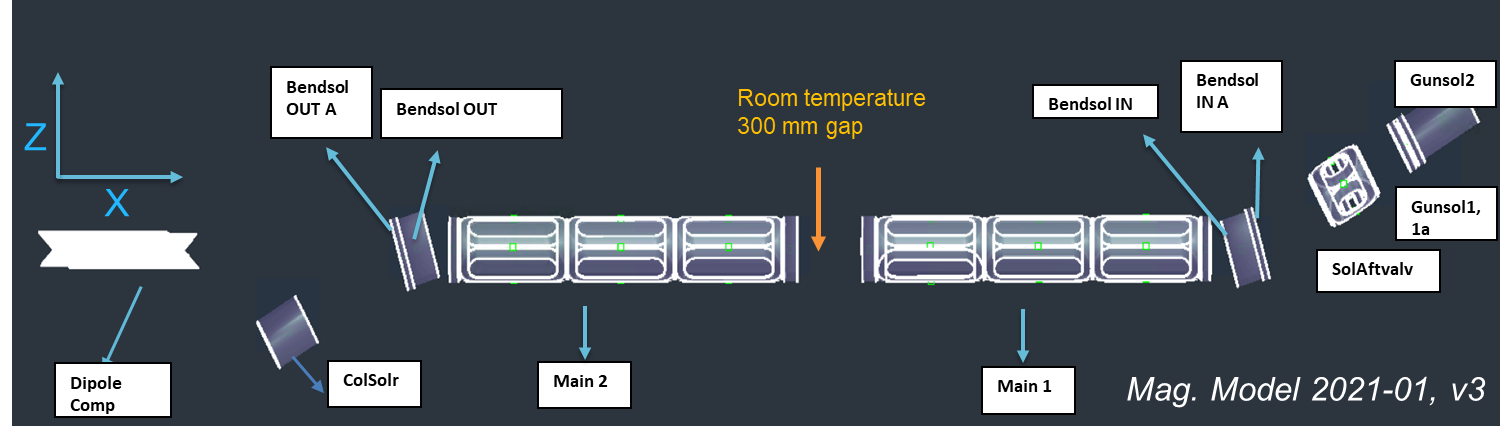 Z
X
Bendsol
OUT A
Bendsol OUT
Room temperature
300 mm gap
Bendsol IN
Bendsol
IN A
Gunsol2
Gunsol1,
1a
SolAftvalv
Dipole
Comp
ColSolr
Main 2
Main 1
Mag. Model 2021-01, v3